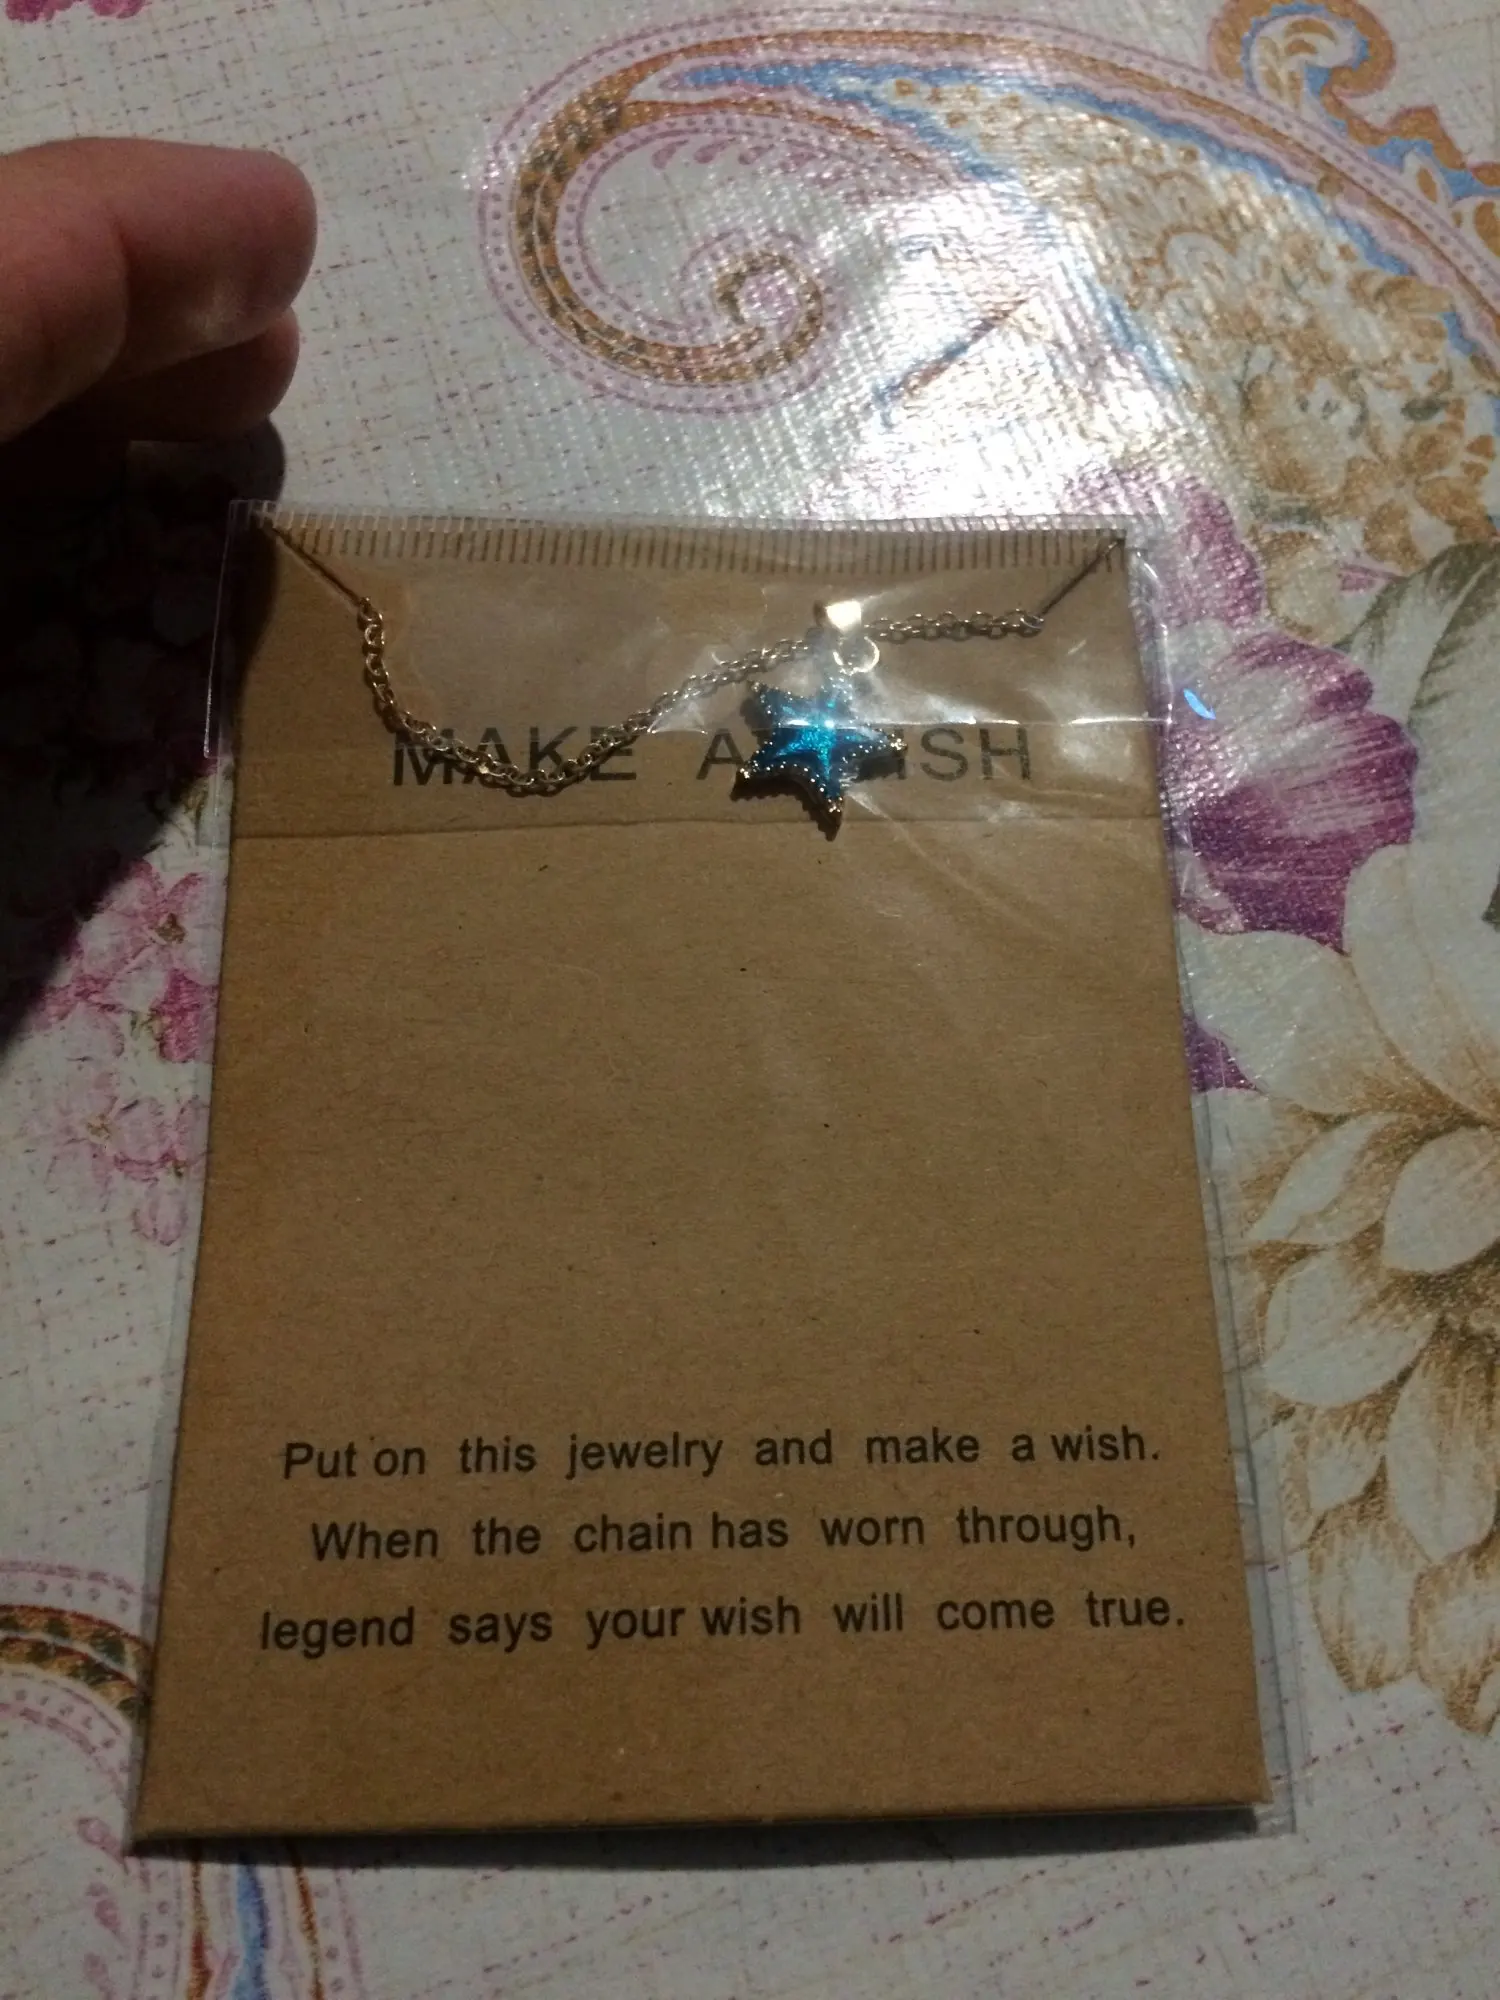 MAKE A WISH
Put on this jewelry and make a wish.
When the chain has worn through,
legend says your wish will come true.